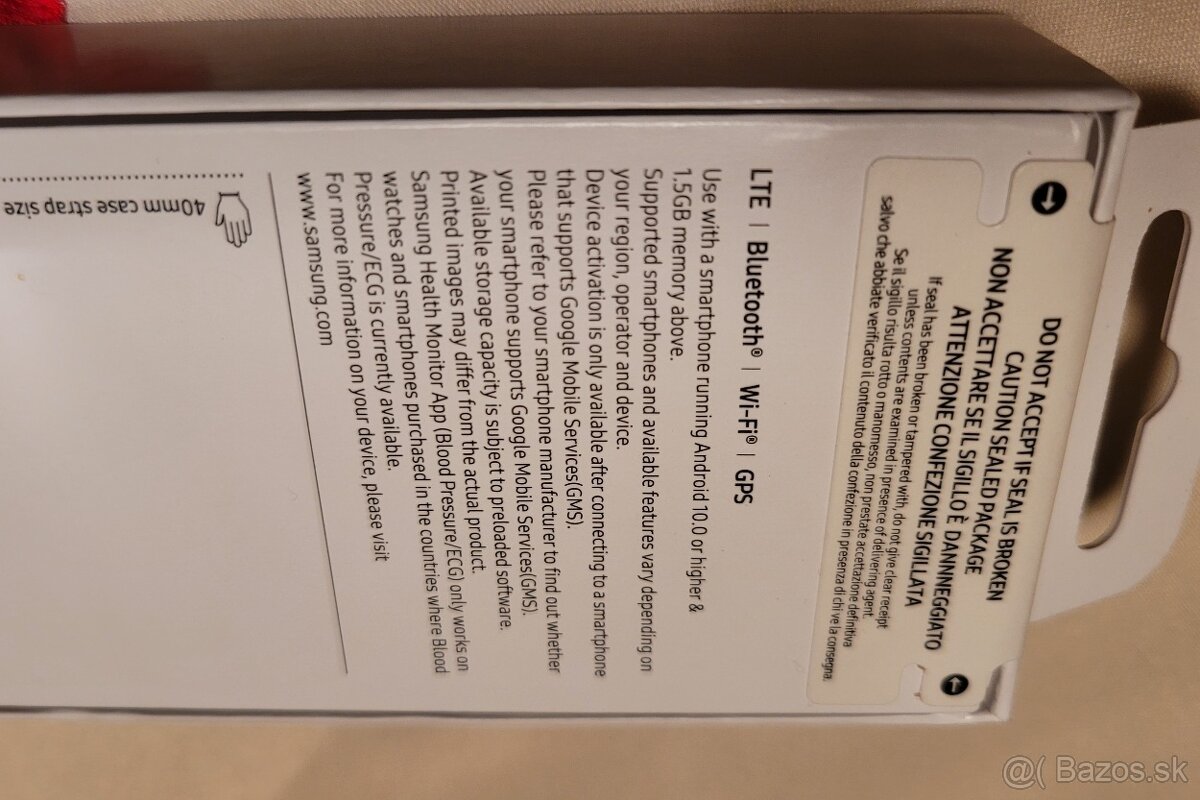 DO NOT ACCEPT IF SEAL IS BROKEN
CAUTION SEALED PACKAGE
NON ACCETTARE SE IL SIGILLO È DANNNEGGIATO
ATTENZIONE CONFEZIONE SIGILLATA
If seal has been broken or tampered with, do not give clear receipt
unless contents are examined in presence of delivering agent.
Se il sigillo risulta rotto o manomesso, non prestate accettazione definitiva
salvo che abbiate verificato il contenuto della confezione in presenza di chi ve la consegna.
LTE | Bluetooth® | Wi-Fi® | GPS
Use with a smartphone running Android 10.0 or higher &
1.5GB memory above.
Supported smartphones and available features vary depending on
your region, operator and device.
Device activation is only available after connecting to a smartphone
that supports Google Mobile Services(GMS).
Please refer to your smartphone manufacturer to find out whether
your smartphone supports Google Mobile Services(GMS).
Available storage capacity is subject to preloaded software.
Printed images may differ from the actual product.
Samsung Health Monitor App (Blood Pressure/ECG) only works on
watches and smartphones purchased in the countries where Blood
Pressure/ECG is currently available.
For more information on your device, please visit
www.samsung.com
40mm case strap size
@( Bazos.sk